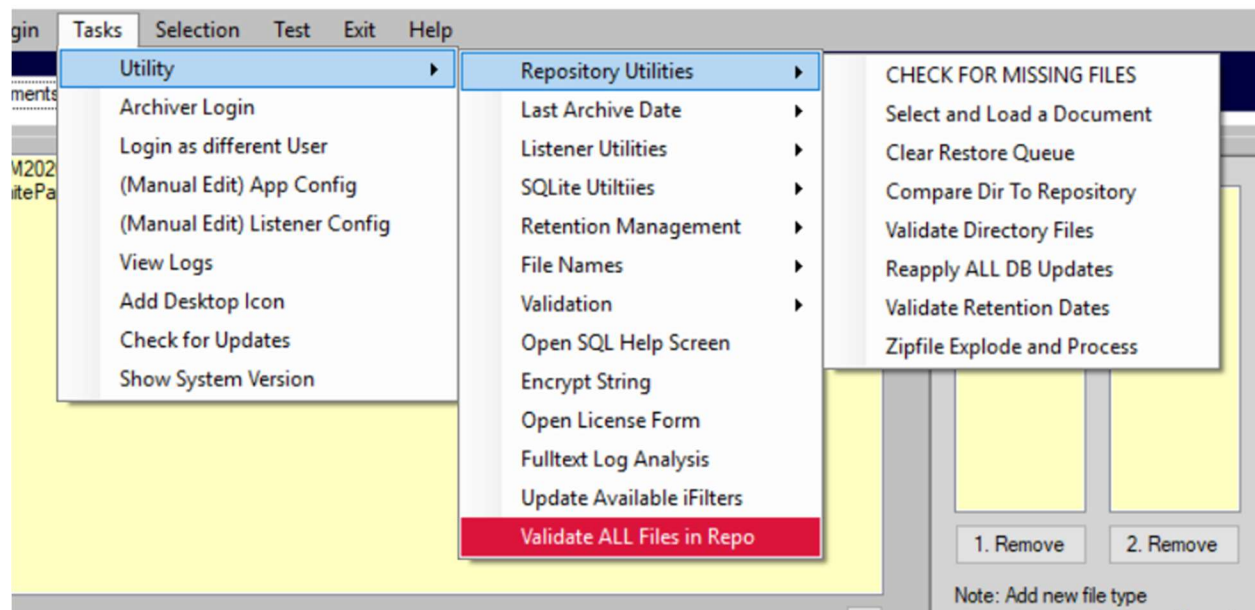 gin Tasks Selection Test Exit Help
Utility
Archiver Login
Login as different User
(Manual Edit) App Config
(Manual Edit) Listener Config
View Logs
Add Desktop Icon
Check for Updates
Show System Version
Repository Utilities
Last Archive Date
Listener Utilities
SQLite Utiltiies
Retention Management
File Names
Validation
Open SQL Help Screen
Encrypt String
Open License Form
Fulltext Log Analysis
Update Available iFilters
Validate ALL Files in Repo
CHECK FOR MISSING FILES
Select and Load a Document
Clear Restore Queue
Compare Dir To Repository
Validate Directory Files
Reapply ALL DB Updates
Validate Retention Dates
Zipfile Explode and Process
ments
M202
itePa
1. Remove 2. Remove
Note: Add new file type